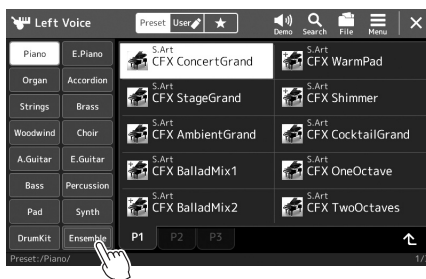 Left Voice Preset User ★
Demo Search File Menu
Piano E.Piano
Organ Accordion
Strings Brass
Woodwind Choir
A.Guitar E.Guitar
Bass Percussion
Pad Synth
DrumKit Ensemble
S.Art
CFX ConcertGrand
S.Art
CFX WarmPad
S.Art
CFX StageGrand
S.Art
CFX Shimmer
S.Art
CFX AmbientGrand
S.Art
CFX CocktailGrand
S.Art
CFX BalladMix1
S.Art
CFX OneOctave
S.Art
CFX BalladMix2
S.Art
CFX TwoOctaves
P1 P2 P3
Preset:/Piano/ 1/